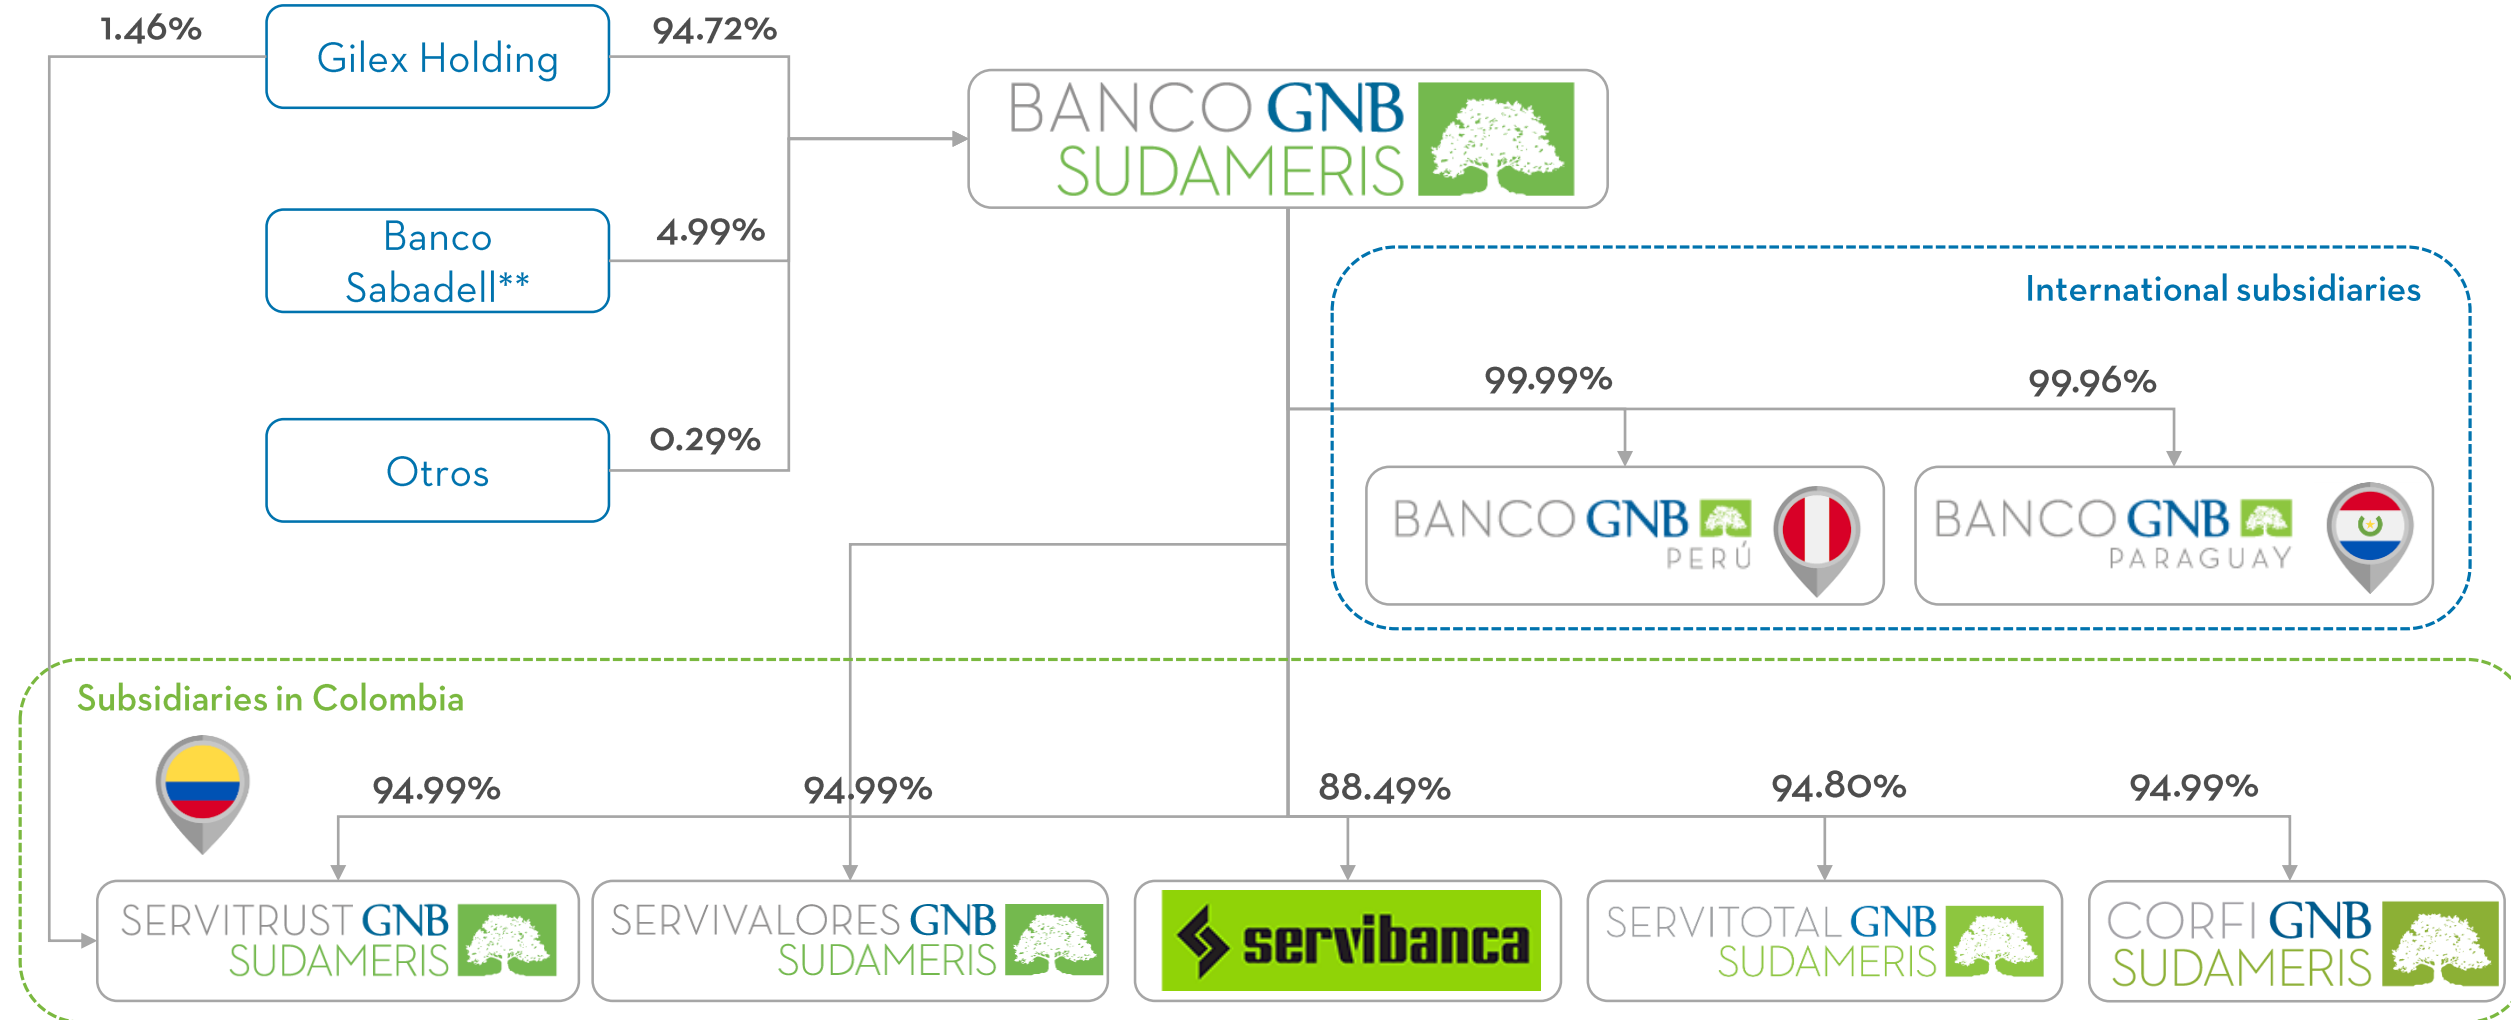 1.46%
Gilex Holding
94.72%
BANCO GNB
SUDAMERIS
Banco
Sabadell**
4.99%
International subsidiaries
99.99%
99.96%
Otros
0.29%
BANCO GNB
PERÚ
BANCO GNB
PARAGUAY
Subsidiaries in Colombia
94.99%
94.99%
88.49%
94.80%
94.99%
SERVITRUST GNB
SUDAMERIS
SERVIVALORES GNB
SUDAMERIS
servibanca
SERVITOTAL GNB
SUDAMERIS
CORFI GNB
SUDAMERIS